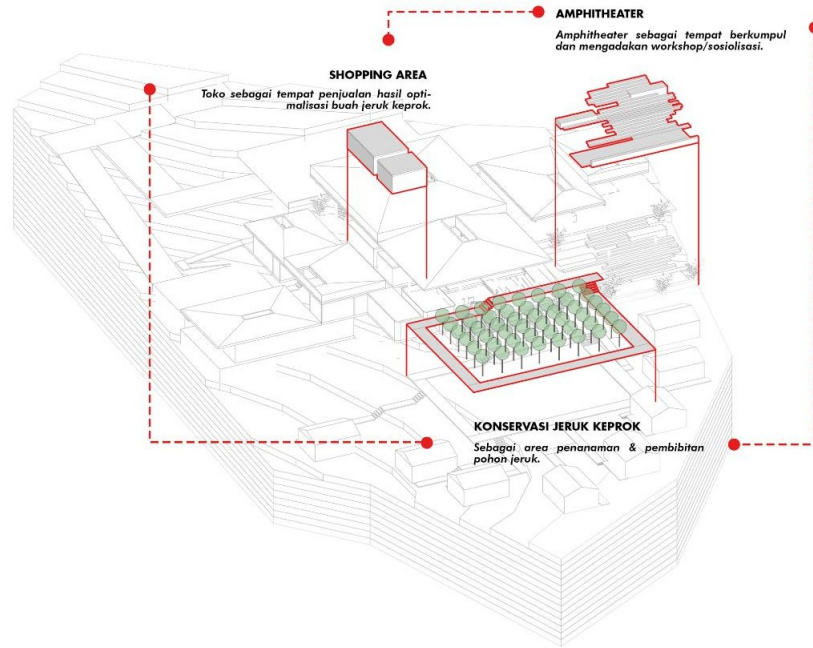 AMPHITHEATER
Amphitheater sebagai tempat berkumpul
dan mengadakan workshop/sosiolisasi.
SHOPPING AREA
Toko sebagai tempat penjualan hasil opti-
malisasi buah jeruk keprok.
KONSERVASI JERUK KEPROK
Sebagai area penanaman & pembibitan
pohon jeruk.